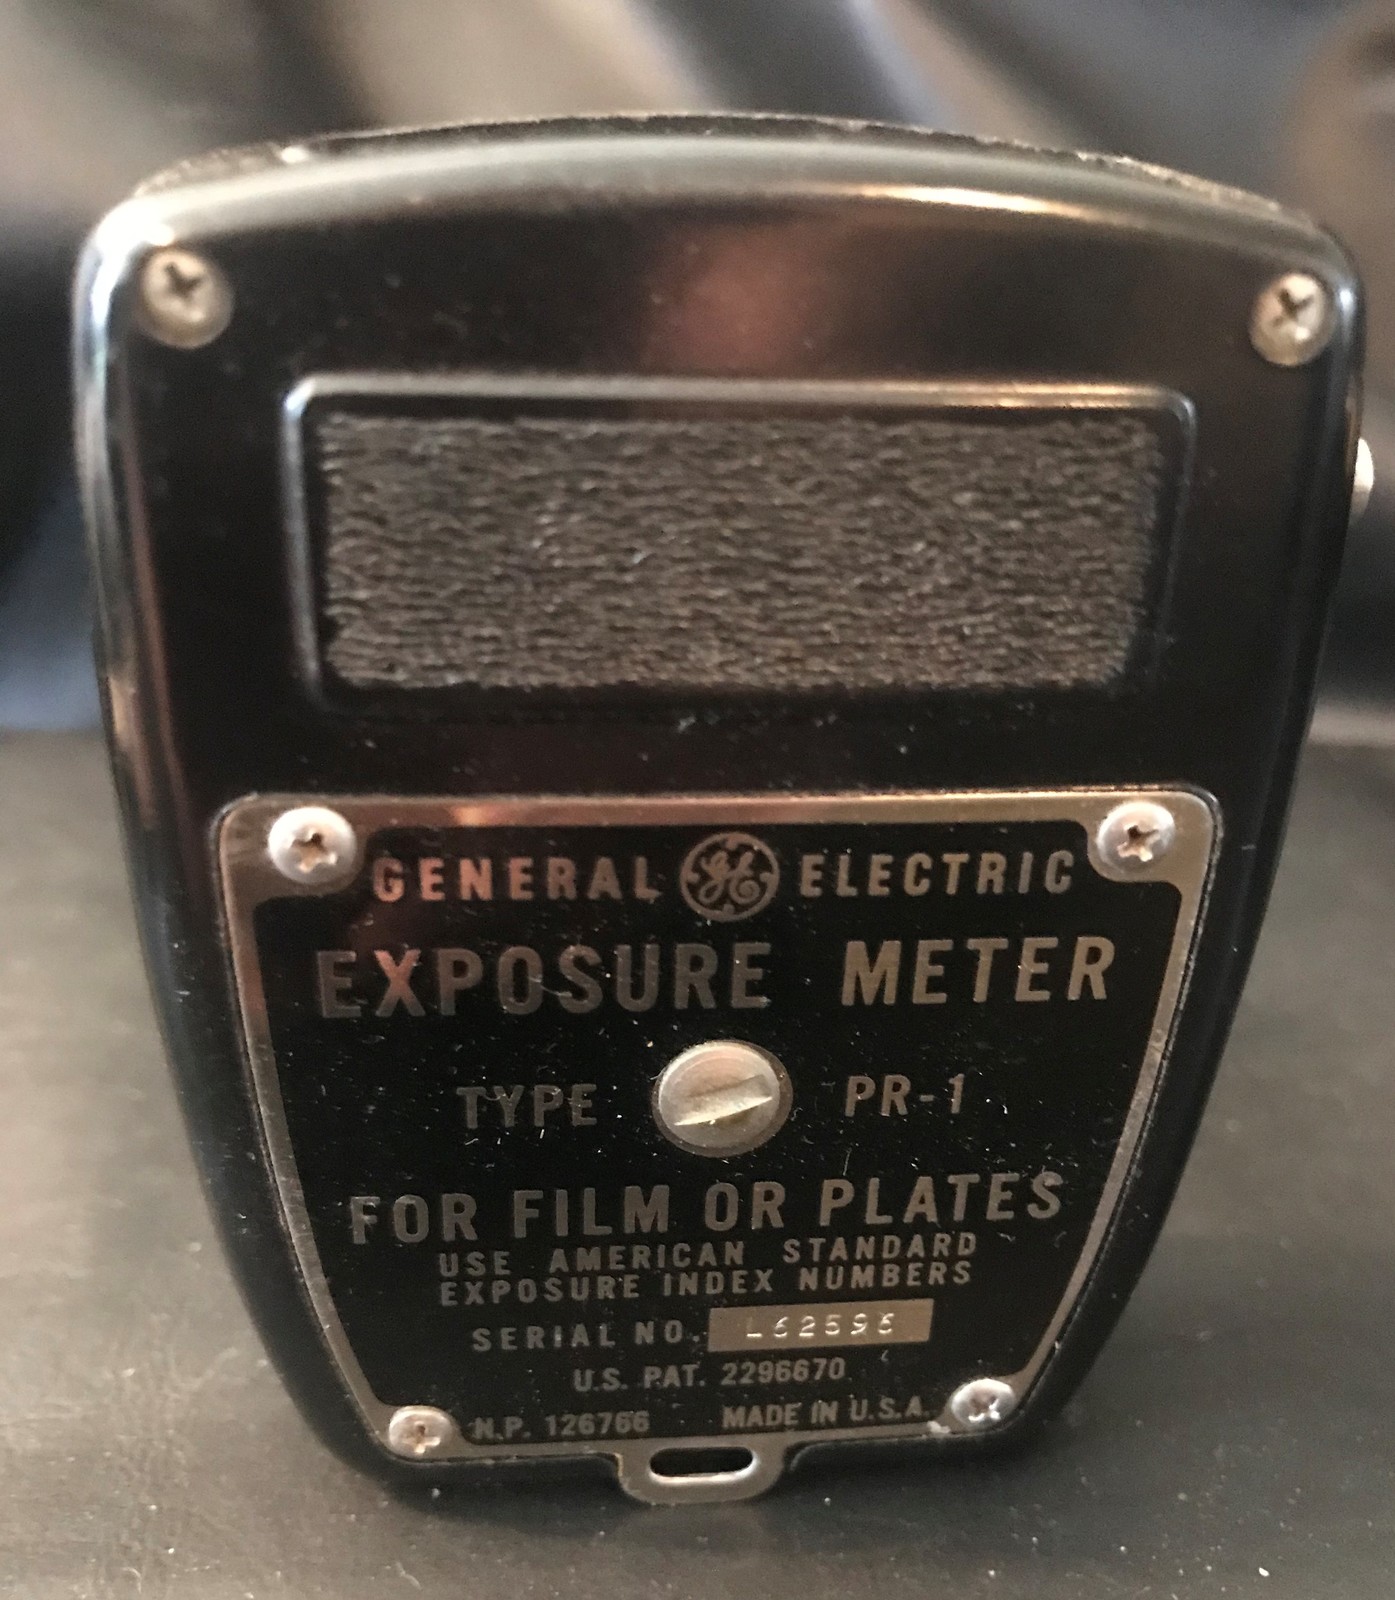 GENERAL GE ELECTRIC
EXPOSURE METER
TYPE PR-1
FOR FILM OR PLATES
USE AMERICAN STANDARD
EXPOSURE INDEX NUMBERS
SERIAL NO. L62596
U.S. PAT. 2296670
N.P. 126766 MADE IN U.S.A.